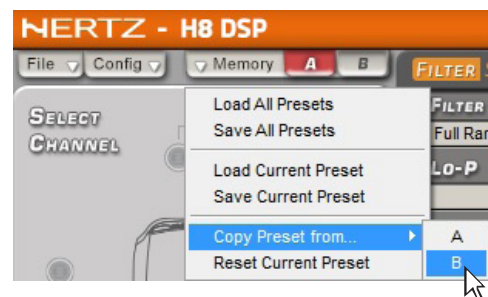 HERTZ - H8 DSP
File Config Memory A B FILTER
Load All Presets
Save All Presets
Load Current Preset
Save Current Preset
Copy Preset from... A
Reset Current Preset B
SELECT
CHANNEL
FILTER
Full Ran
LO-P